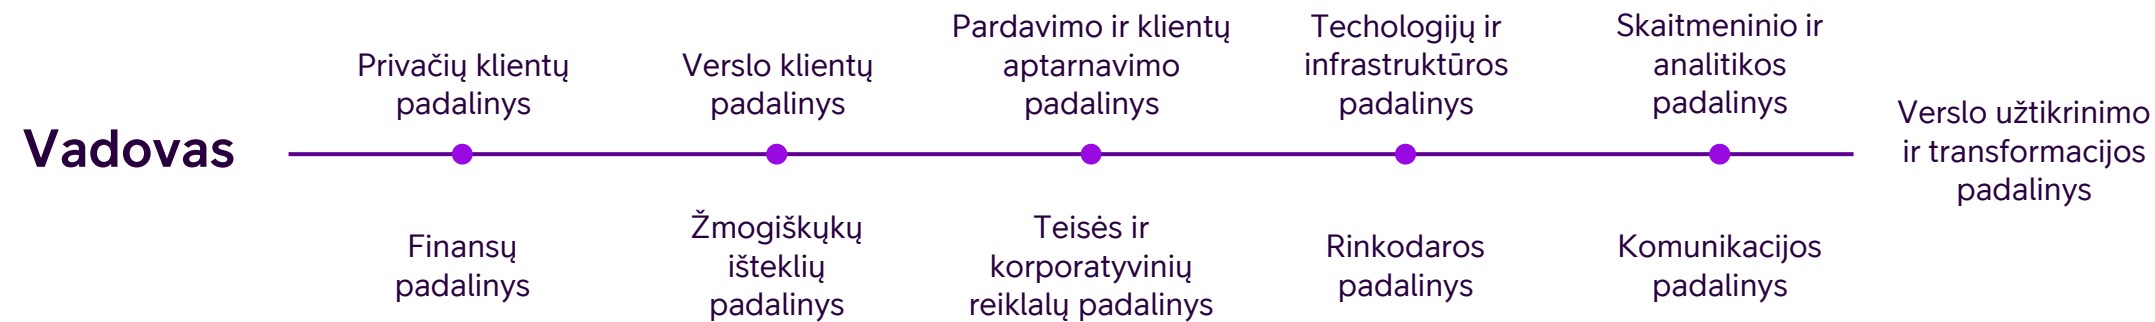 Vadovas
Privačių klientų
padalinys
Verslo klientų
padalinys
Pardavimo ir klientų
aptarnavimo
padalinys
Techologijų ir
infrastruktūros
padalinys
Skaitmeninio ir
analitikos
padalinys
Verslo užtikrinimo
ir transformacijos
padalinys
Finansų
padalinys
Žmogiškųkų
išteklių
padalinys
Teisės ir
korporatyvinių
reiklalų padalinys
Rinkodaros
padalinys
Komunikacijos
padalinys